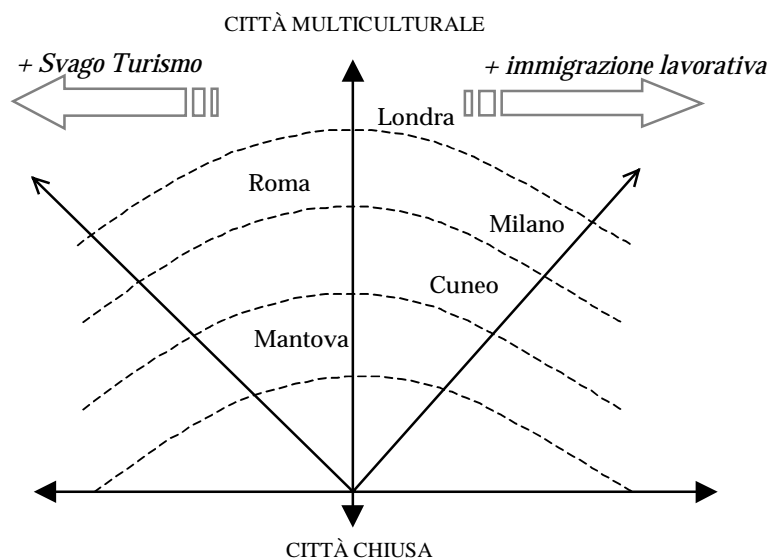 CITTÀ MULTICULTURALE
+ Svago Turismo
+ immigrazione lavorativa
Londra
Roma
Milano
Cuneo
Mantova
CITTÀ CHIUSA